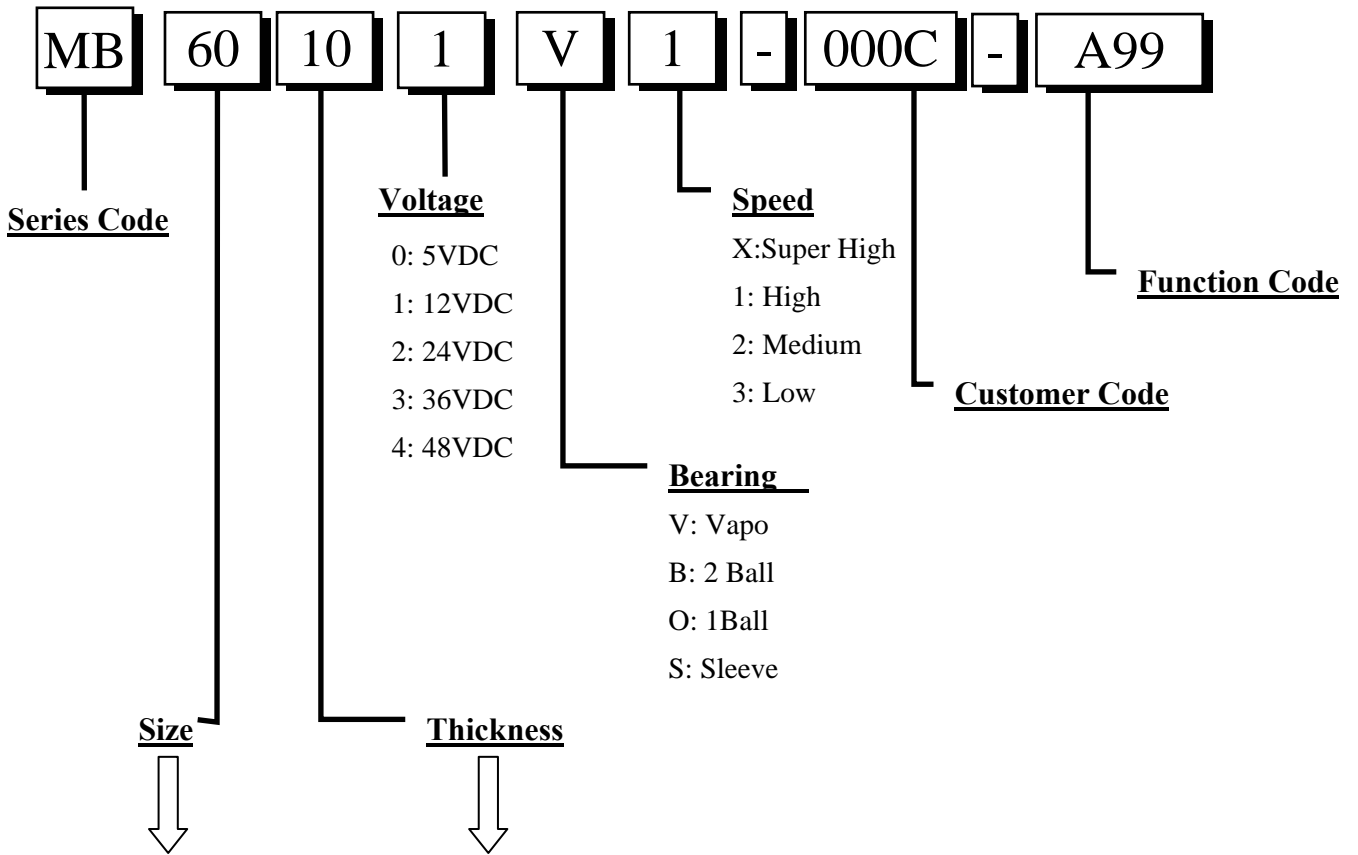 MB 60 10 1 V 1 - 000C - A99
Series Code
Voltage
0: 5VDC
1: 12VDC
2: 24VDC
3: 36VDC
4: 48VDC
Speed
X:Super High
1: High
2: Medium
3: Low
Function Code
Customer Code
Bearing
V: Vapo
B: 2 Ball
O: 1Ball
S: Sleeve
Size
Thickness